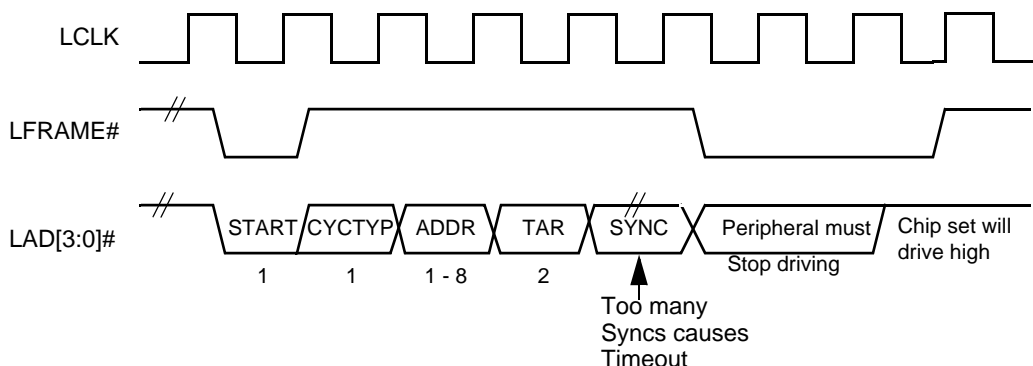 LCLK
LFRAME#
LAD[3:0]#
START CYCTYP ADDR TAR SYNC
Peripheral must
Stop driving
Chip set will
drive high
1 1 1 - 8 2
Too many
Syncs causes
Timeout